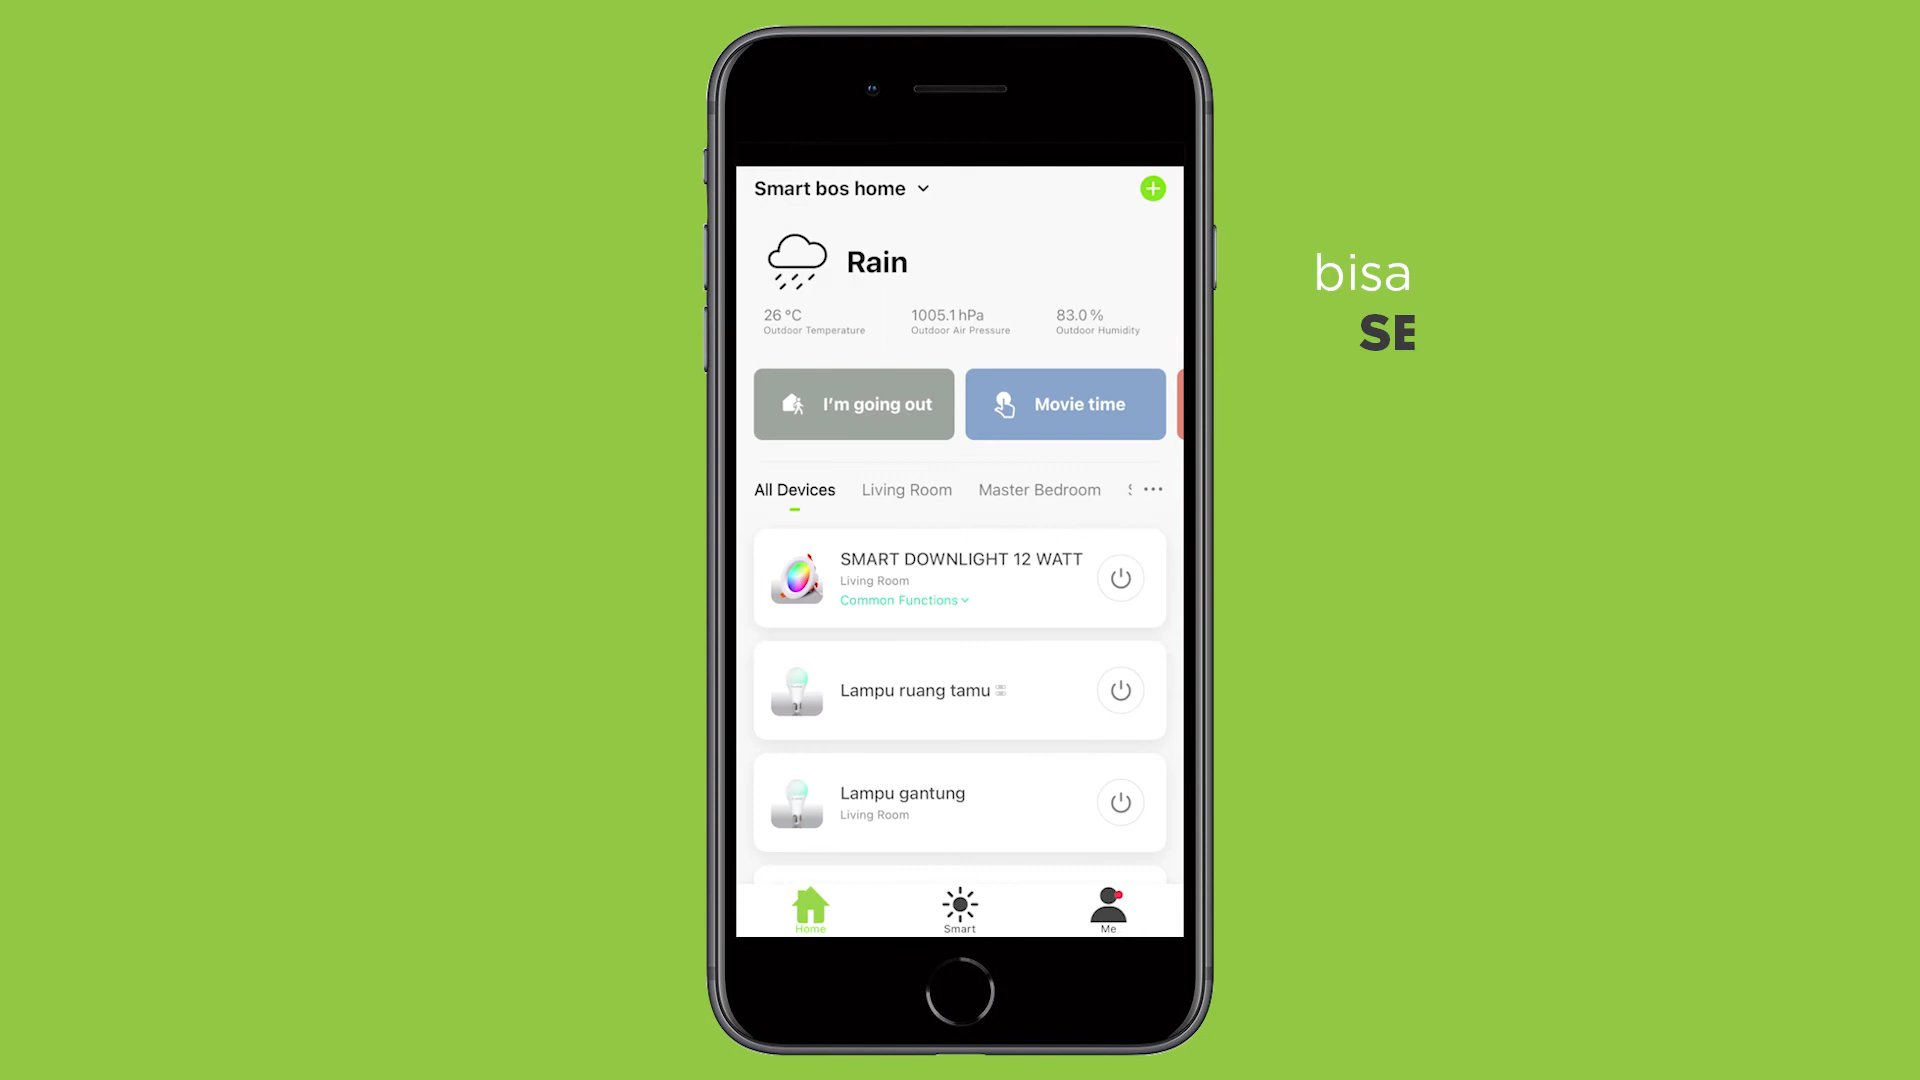 Smart bos home
Rain
26 °C
Outdoor Temperature
1005.1 hPa
Outdoor Air Pressure
83.0 %
Outdoor Humidity
I'm going out
Movie time
All Devices
Living Room
Master Bedroom
SMART DOWNLIGHT 12 WATT
Living Room
Common Functions
Lampu ruang tamu
Lampu gantung
Living Room
Home
Smart
Me
bisa
SE